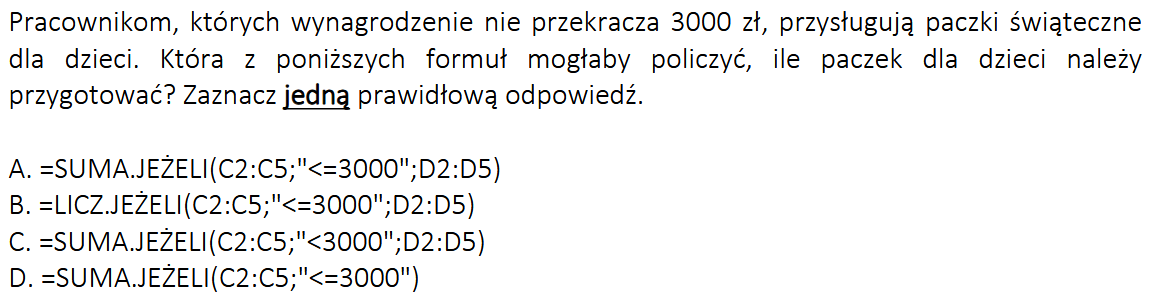 Pracownikom, których wynagrodzenie nie przekracza 3000 zł, przysługują paczki świąteczne
dla dzieci. Która z poniższych formuł mogłaby policzyć, ile paczek dla dzieci należy
przygotować? Zaznacz jedną prawidłową odpowiedź.
A. =SUMA.JEŻELI(C2:C5;"<=3000";D2:D5)
B. =LICZ.JEŻELI(C2:C5;"<=3000";D2:D5)
C. =SUMA.JEŻELI(C2:C5;"<3000";D2:D5)
D. =SUMA.JEŻELI(C2:C5;"<=3000")